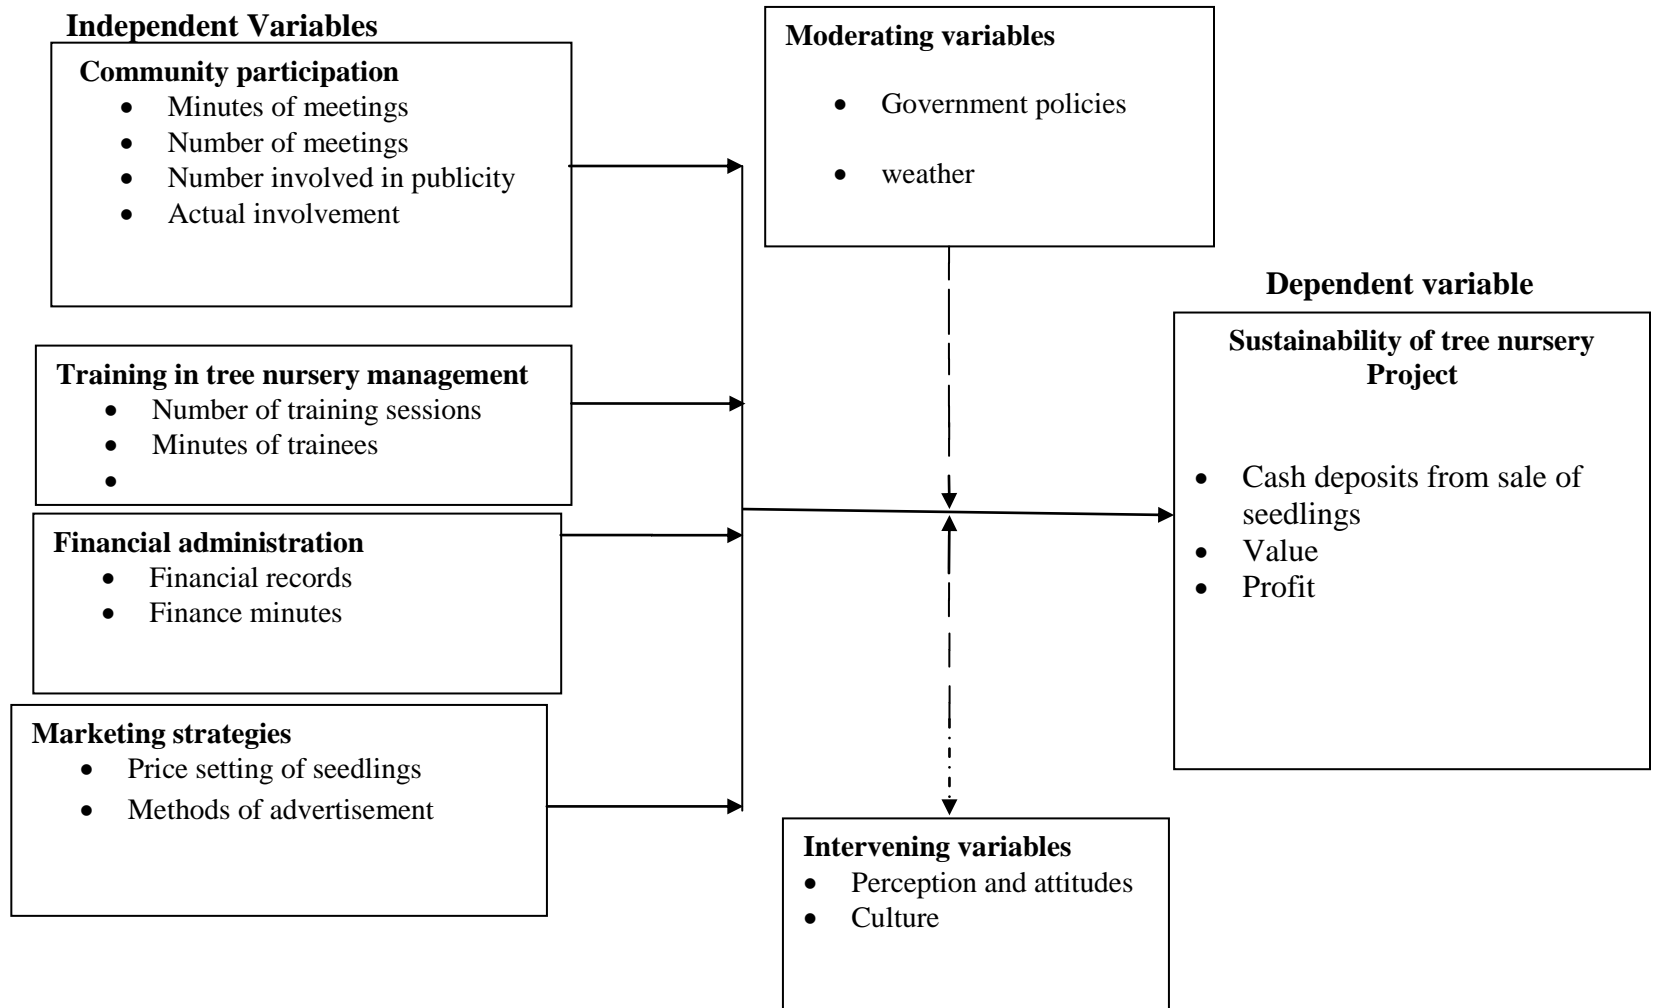 Independent Variables
Community participation
• Minutes of meetings
• Number of meetings
• Number involved in publicity
• Actual involvement
Training in tree nursery management
• Number of training sessions
• Minutes of trainees
•
Financial administration
• Financial records
• Finance minutes
Marketing strategies
• Price setting of seedlings
• Methods of advertisement
Moderating variables
• Government policies
• weather
Intervening variables
• Perception and attitudes
• Culture
Dependent variable
Sustainability of tree nursery
Project
• Cash deposits from sale of
seedlings
• Value
• Profit